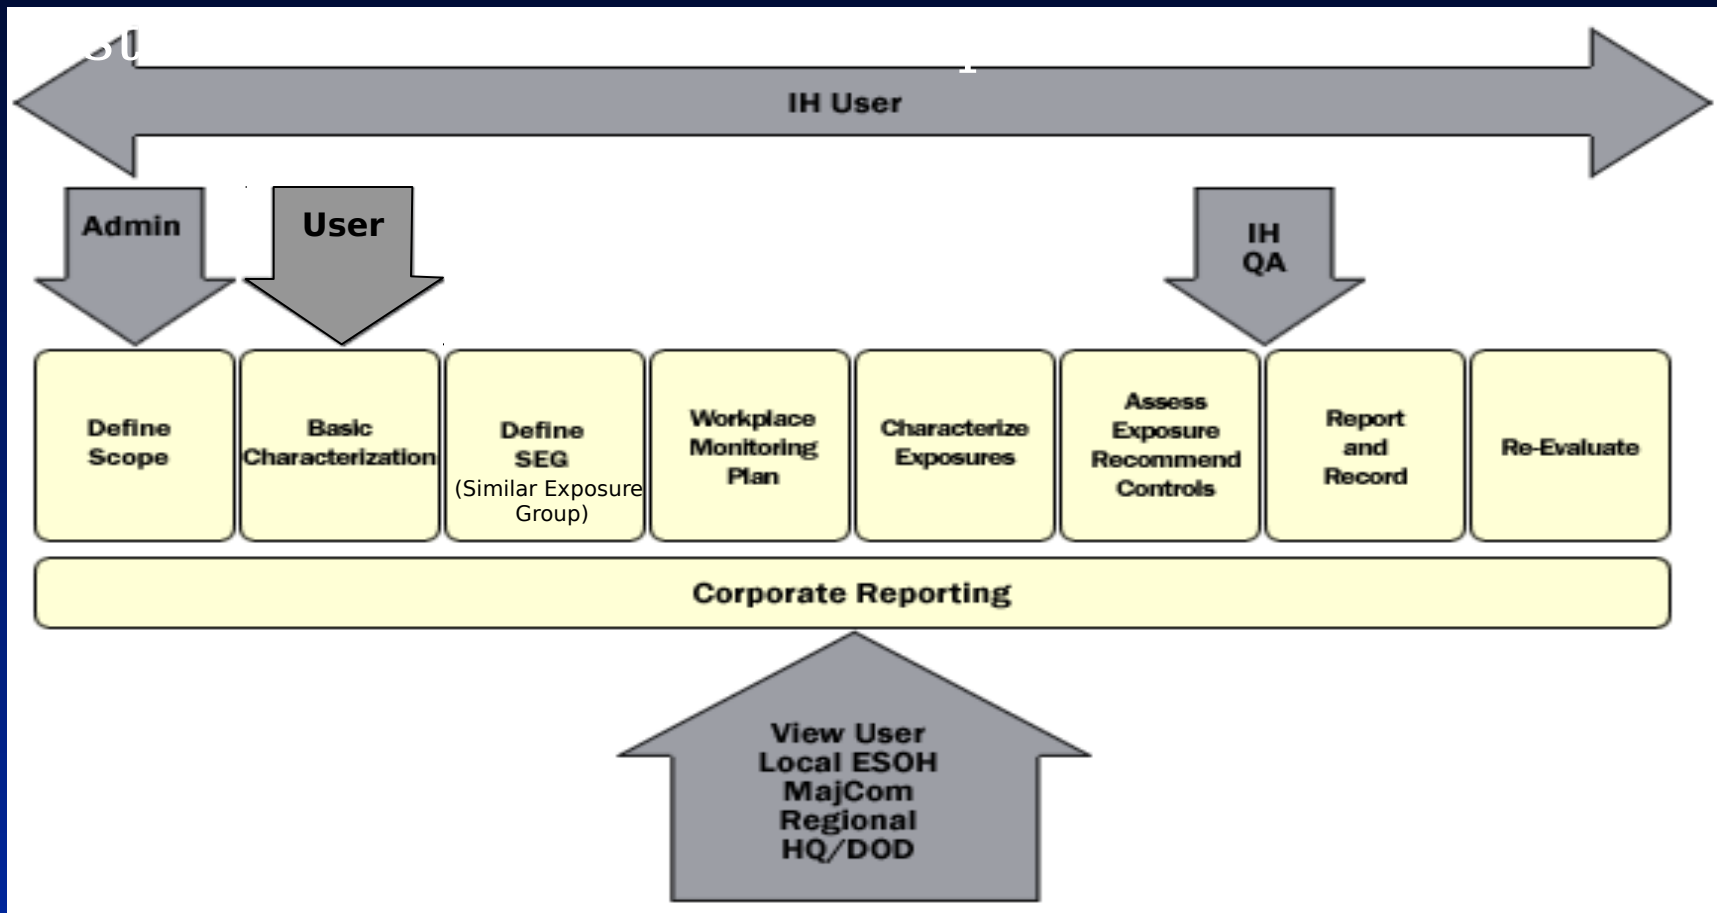 IH User
Admin
User
IH
QA
Define
Scope
Basic
Characterization
Define
SEG
(Similar Exposure
Group)
Workplace
Monitoring
Plan
Characterize
Exposures
Assess
Exposure
Recommend
Controls
Report
and
Record
Re-Evaluate
Corporate Reporting
View User
Local ESOH
MajCom
Regional
HQ/DOD